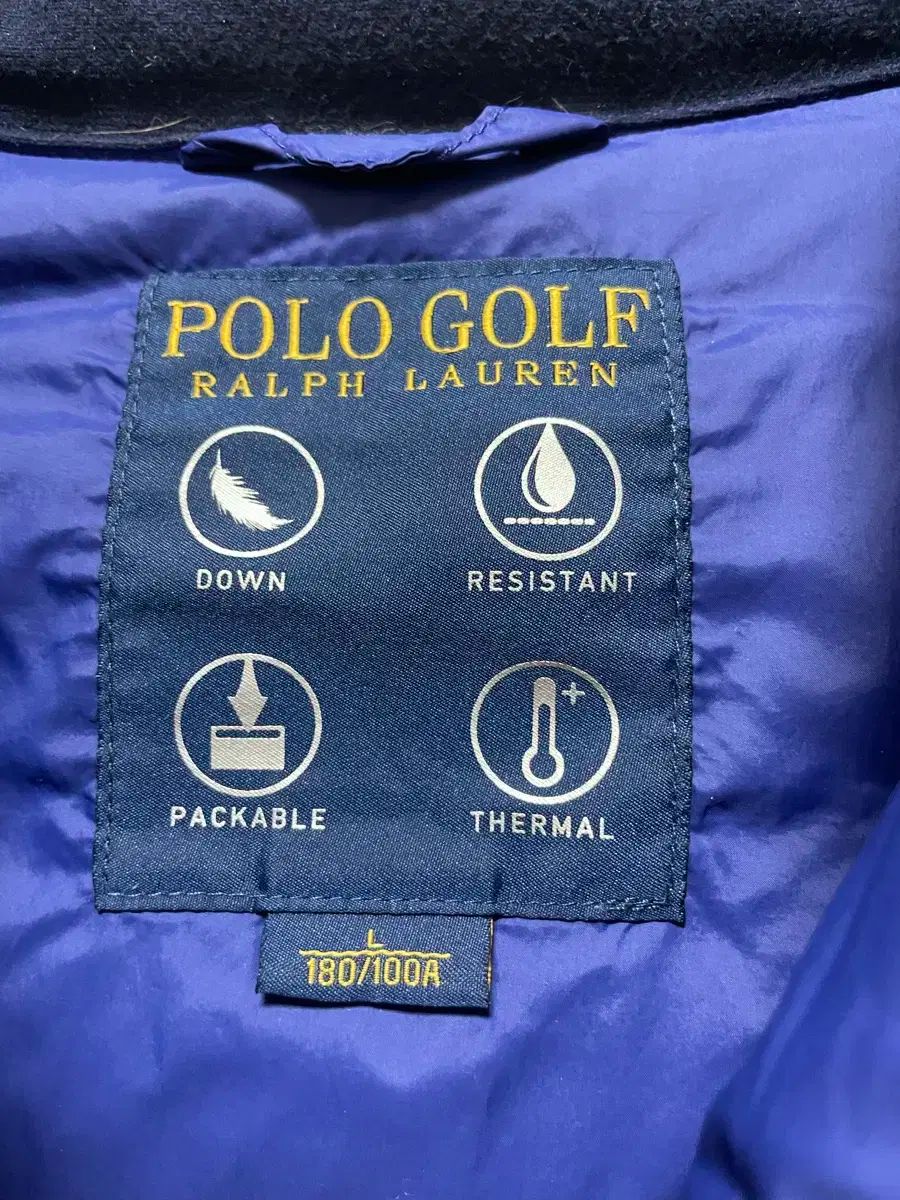 POLO GOLF
RALPH LAUREN
DOWN
RESISTANT
PACKABLE
THERMAL
L
180/100A